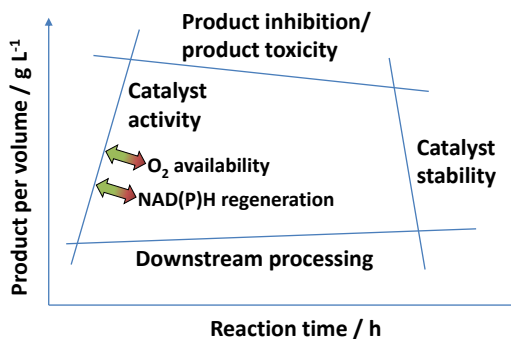 Product per volume / g L⁻¹
Product inhibition/
product toxicity
Catalyst
activity
O₂ availability
NAD(P)H regeneration
Catalyst
stability
Downstream processing
Reaction time / h